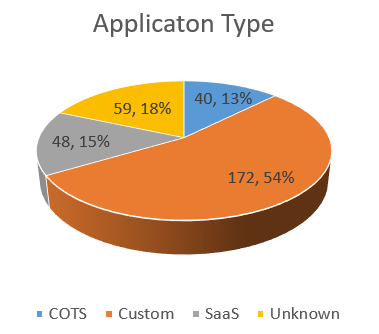 Applicaton Type
40, 13%
59, 18%
48, 15%
172, 54%
COTS Custom SaaS Unknown